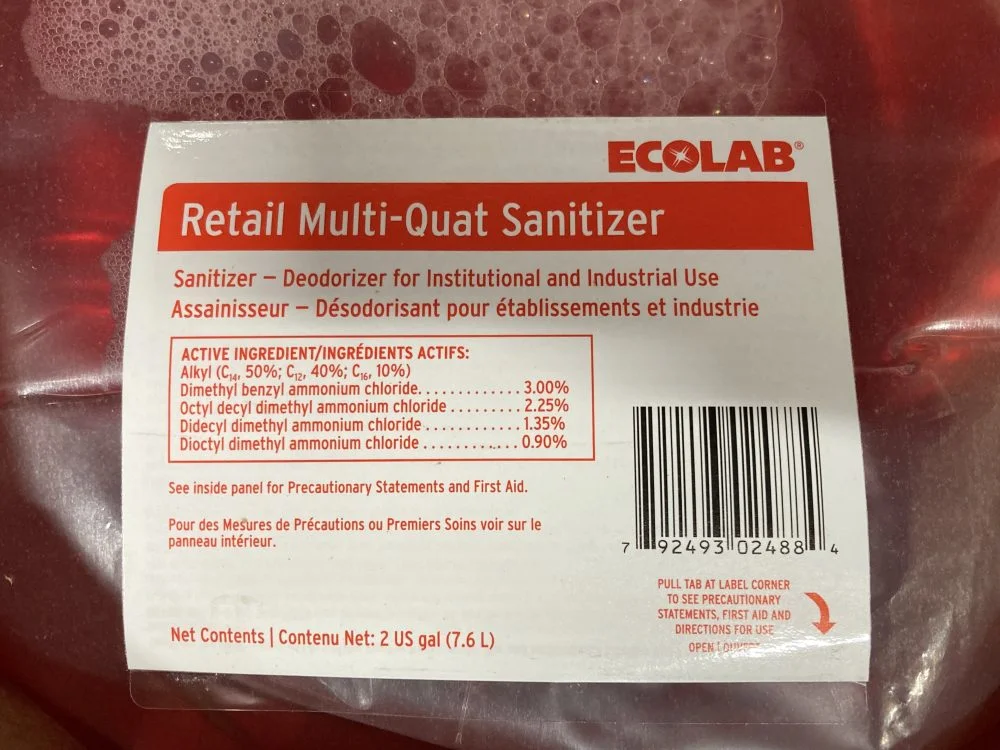 ECOLAB®
Retail Multi-Quat Sanitizer
Sanitizer – Deodorizer for Institutional and Industrial Use
Assainisseur – Désodorisant pour établissements et industrie
ACTIVE INGREDIENT/INGRÉDIENTS ACTIFS:
Alkyl (C14, 50%; C12, 40%; C16, 10%)
Dimethyl benzyl ammonium chloride. . . . . . . . . . . . . 3.00%
Octyl decyl dimethyl ammonium chloride . . . . . . . . . 2.25%
Didecyl dimethyl ammonium chloride . . . . . . . . . . . . 1.35%
Dioctyl dimethyl ammonium chloride . . . . . . . . . . . . 0.90%
See inside panel for Precautionary Statements and First Aid.
Pour des Mesures de Précautions ou Premiers Soins voir sur le
panneau intérieur.
7 92493 02488 4
PULL TAB AT LABEL CORNER
TO SEE PRECAUTIONARY
STATEMENTS, FIRST AID AND
DIRECTIONS FOR USE
OPEN |
Net Contents | Contenu Net: 2 US gal (7.6 L)